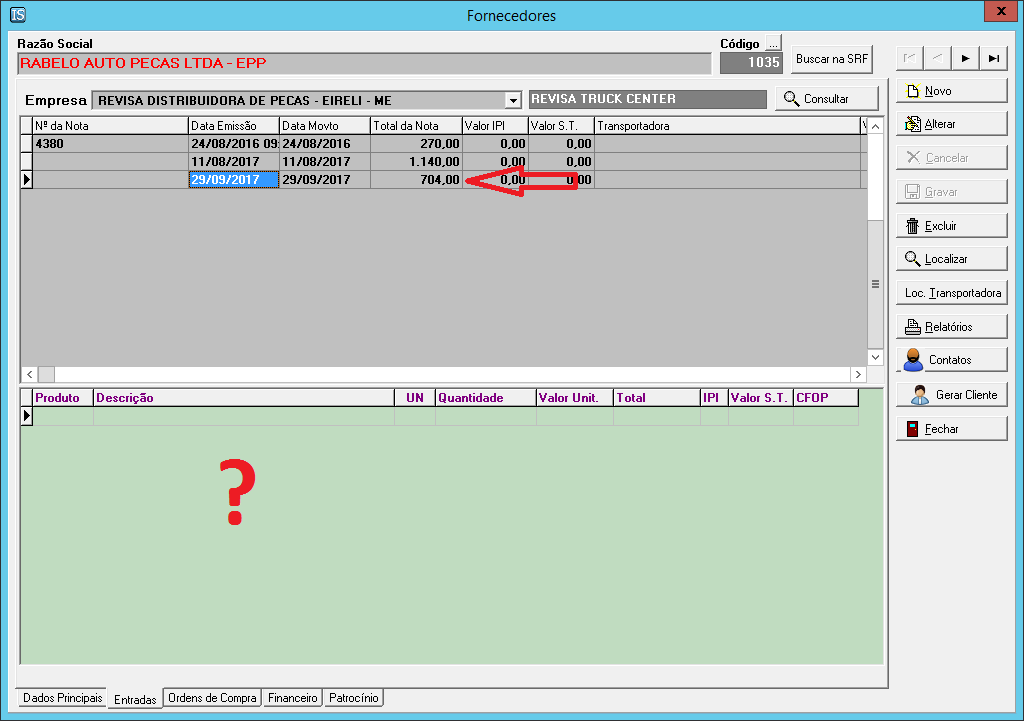 IS Fornecedores x
Razão Social Código ...
RABELO AUTO PECAS LTDA - EPP 1035 Buscar na SRF
Empresa REVISA DISTRIBUIDORA DE PECAS - EIRELI - ME REVISA TRUCK CENTER Consultar
Nº da Nota Data Emissão Data Movto Total da Nota Valor IPI Valor S.T. Transportadora V
4380 24/08/2016 09: 24/08/2016 270,00 0,00 0,00
11/08/2017 11/08/2017 1.140,00 0,00 0,00
29/09/2017 29/09/2017 704,00 0,00 0,00
Produto Descrição UN Quantidade Valor Unit. Total IPI Valor S.T. CFOP
?
Dados Principais Entradas Ordens de Compra Financeiro Patrocínio
Novo
Alterar
Cancelar
Gravar
Excluir
Localizar
Loc. Transportadora
Relatórios
Contatos
Gerar Cliente
Fechar